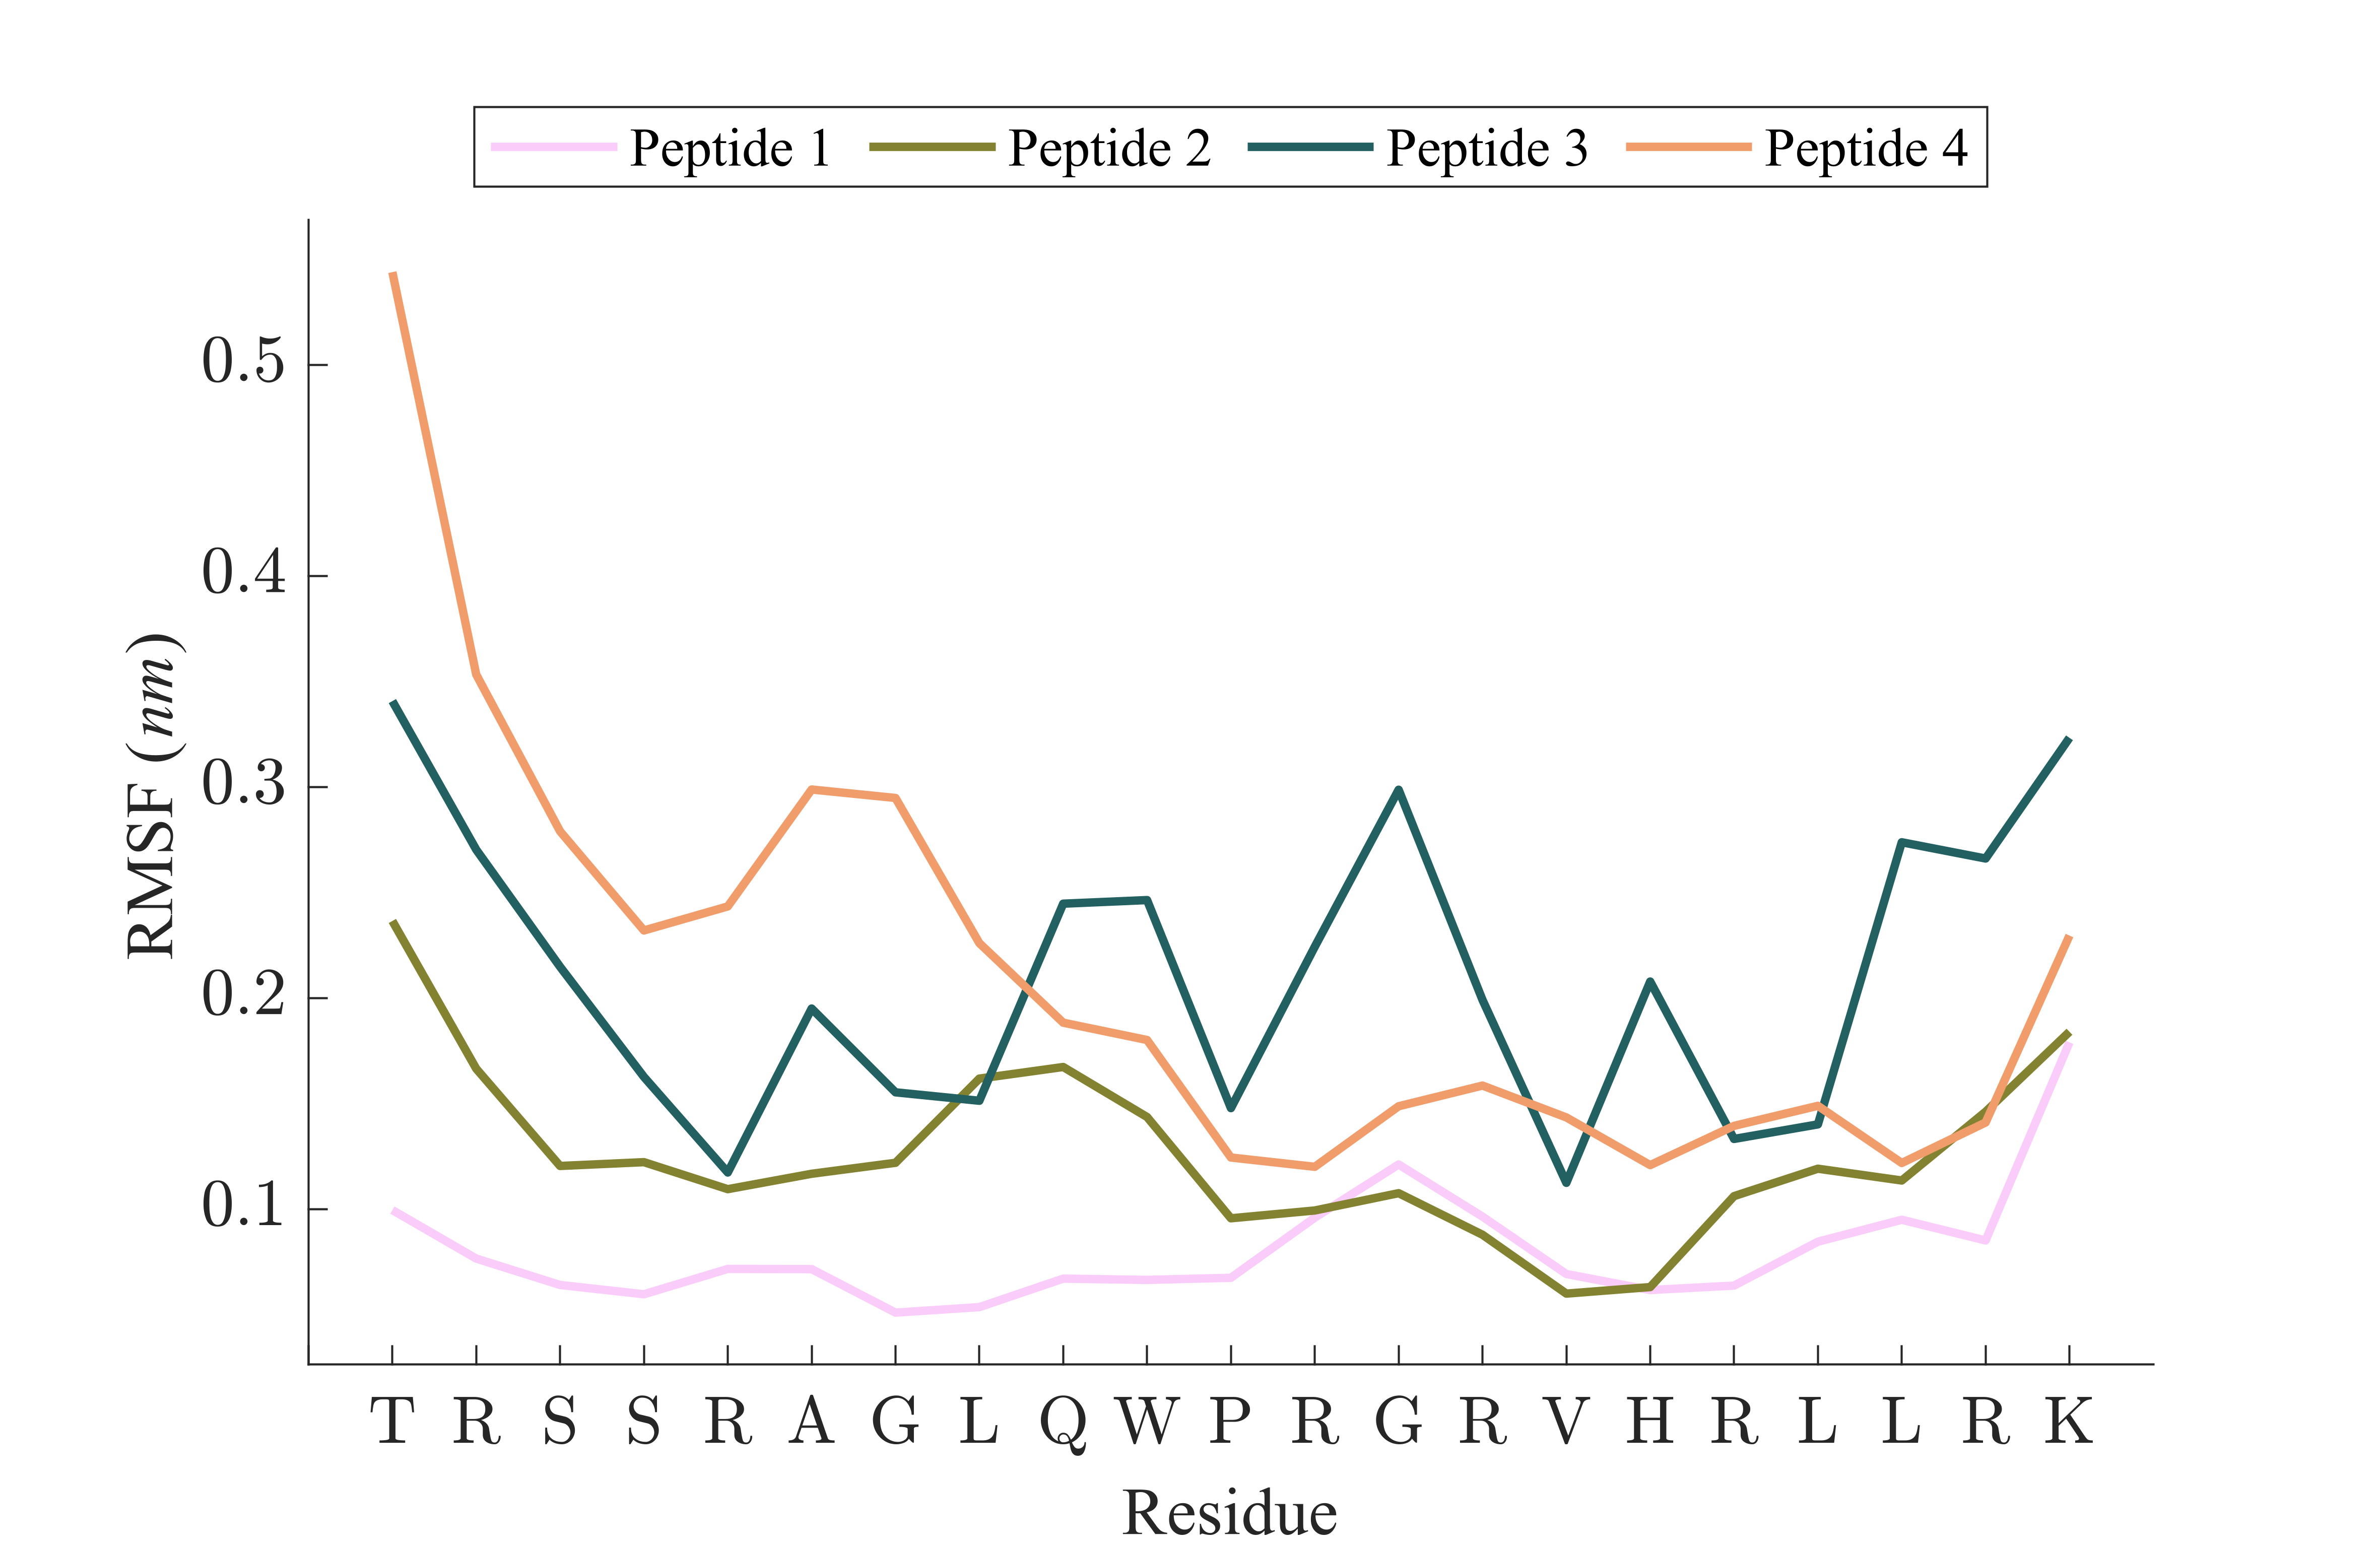 Peptide 1 Peptide 2 Peptide 3 Peptide 4
RMSF (nm)
0.5
0.4
0.3
0.2
0.1
T R S S R A G L Q W P R G R V H R L L R K
Residue